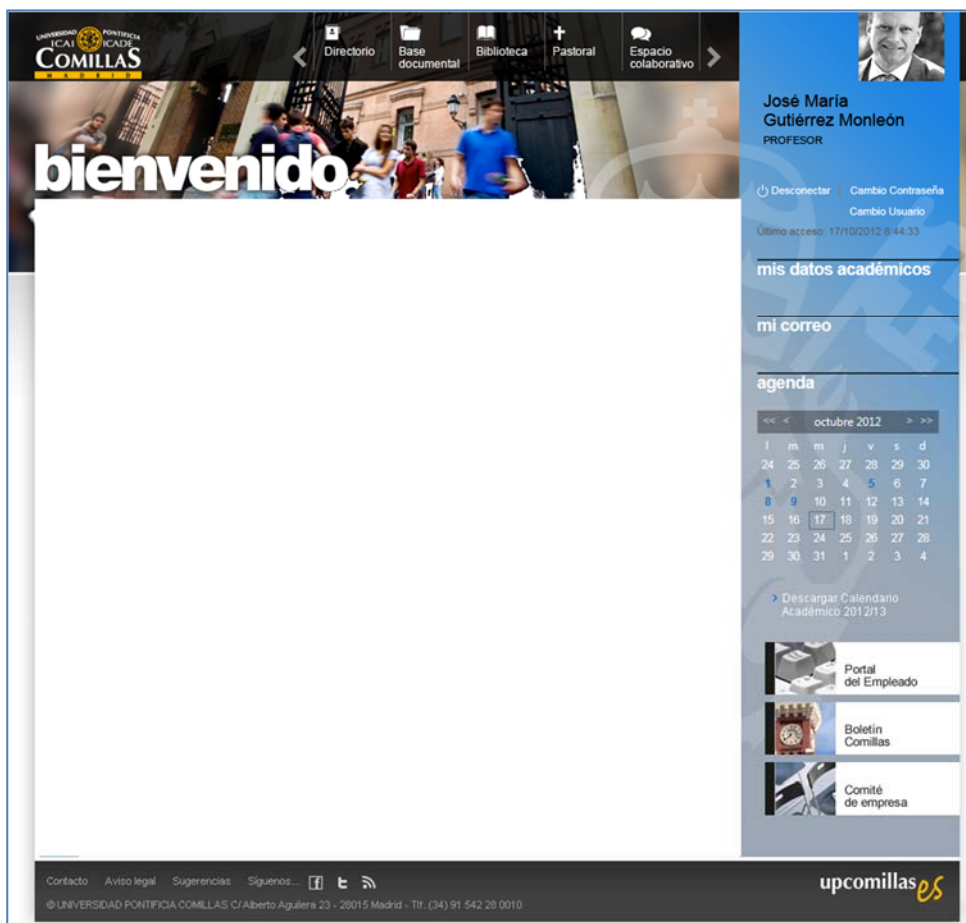 UNIVERSIDAD PONTIFICIA
ICAI ICADE
COMILLAS
MADRID
Directorio
Base
documental
Biblioteca
Pastoral
Espacio
colaborativo
bienvenido
José María
Gutiérrez Monleón
PROFESOR
Desconectar Cambio Contraseña
Cambio Usuario
Último acceso: 17/10/2012 8:44:33
mis datos académicos
mi correo
agenda
<< < octubre 2012 > >>
l m m j v s d
24 25 26 27 28 29 30
1 2 3 4 5 6 7
8 9 10 11 12 13 14
15 16 17 18 19 20 21
22 23 24 25 26 27 28
29 30 31 1 2 3 4
> Descargar Calendario
Académico 2012/13
Portal
del Empleado
Boletín
Comillas
Comité
de empresa
Contacto Aviso legal Sugerencias Síguenos...
© UNIVERSIDAD PONTIFICIA COMILLAS C/ Alberto Aguilera 23 - 28015 Madrid - Tlf. (34) 91 542 28 0010
upcomillas es